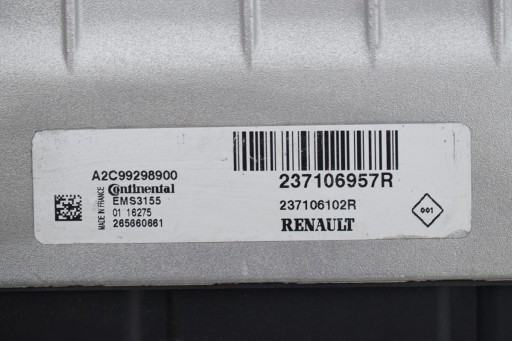 A2C99298900
MADE IN FRANCE
Continental
EMS3155
01 16275
265660661
237106957R
237106102R
RENAULT
001